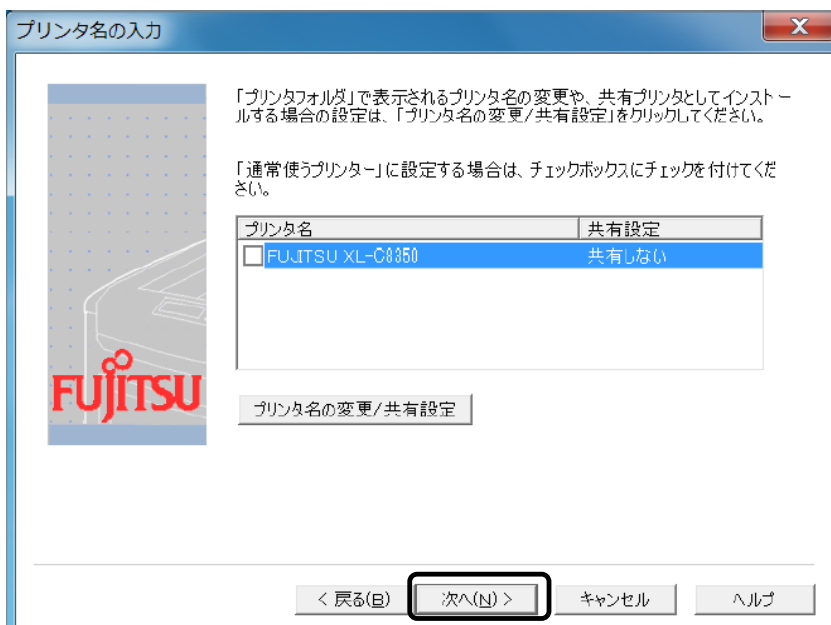 プリンタ名の入力
「プリンタフォルダ」で表示されるプリンタ名の変更や、共有プリンタとしてインストー
ルする場合の設定は、「プリンタ名の変更/共有設定」をクリックしてください。
「通常使うプリンター」に設定する場合は、チェックボックスにチェックを付けてくだ
さい。
プリンタ名 共有設定
FUJITSU XL-C8350 共有しない
FUJITSU
プリンタ名の変更/共有設定
< 戻る(B) 次へ(N) > キャンセル ヘルプ